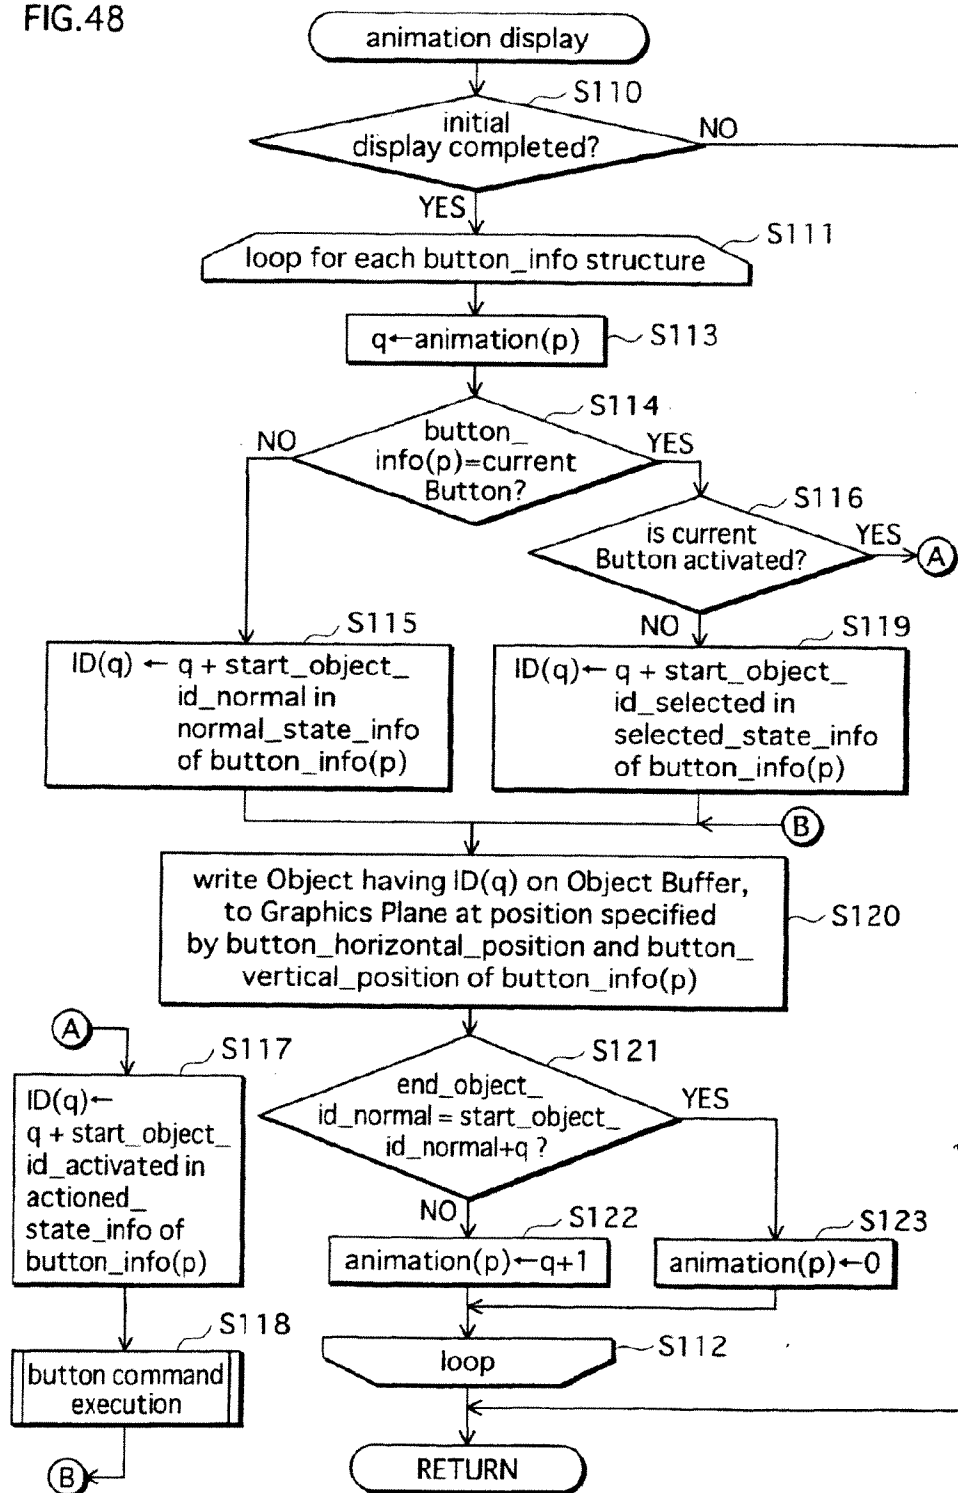 FIG.48
animation display
S110
initial
display completed?
NO
YES
S111
loop for each button_info structure
q←animation(p)
S113
S114
button_
info(p)=current
Button?
NO
YES
S116
is current
Button activated?
YES
A
NO
S115
ID(q) ← q + start_object_
id_normal in
normal_state_info
of button_info(p)
S119
ID(q)← q + start_object_
id_selected in
selected_state_info
of button_info(p)
B
write Object having ID(q) on Object Buffer,
to Graphics Plane at position specified
by button_horizontal_position and button_
vertical_position of button_info(p)
S120
A
S117
ID(q)←
q + start_object_
id_activated in
actioned_
state_info of
button_info(p)
S118
button command
execution
B
S121
end_object_
id_normal = start_object_
id_normal+q ?
YES
NO
S122
animation(p)←q+1
S123
animation(p)←0
loop
S112
RETURN